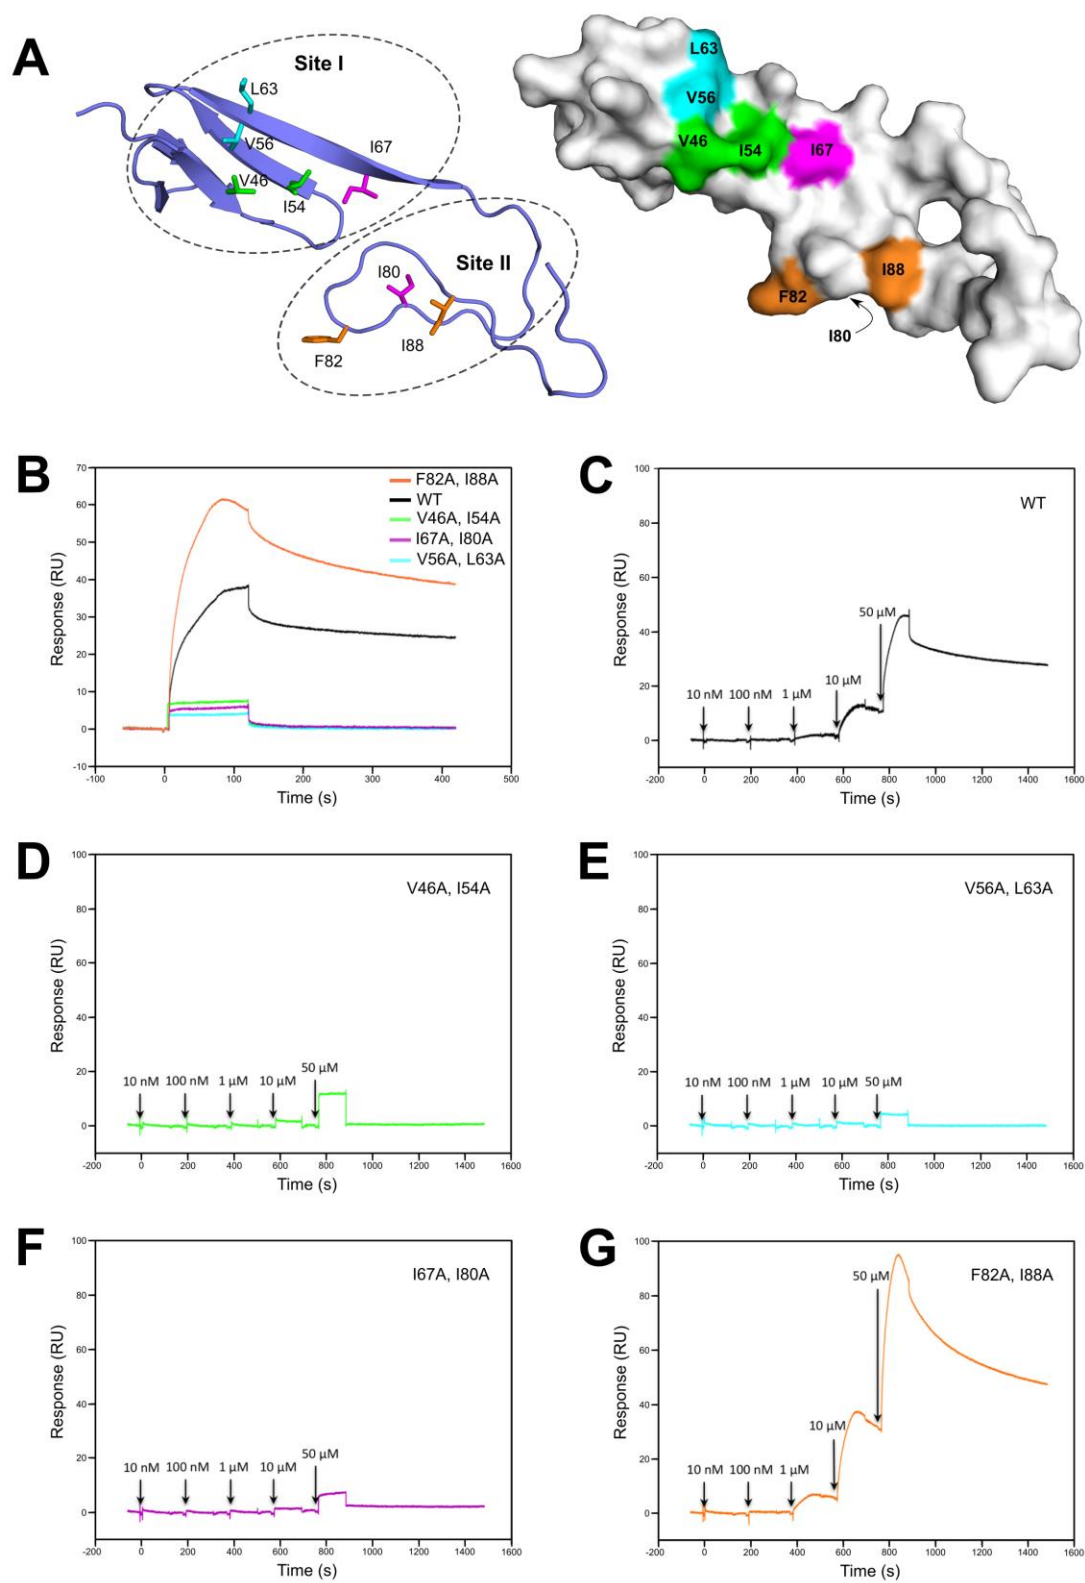 A
Site I
L63
V56
I67
V46
I54
Site II
I80
F82
I88
L63
V56
V46
I54
I67
I88
F82
I80
B
Response (RU)
70
60
50
40
30
20
10
0
-10
F82A, I88A
WT
V46A, I54A
I67A, I80A
V56A, L63A
-100 0 100 200 300 400 500
Time (s)
C
Response (RU)
100
80
60
40
20
0
WT
10 nM 100 nM 1 µM 10 µM 50 µM
-200 0 200 400 600 800 1000 1200 1400 1600
Time (s)
D
Response (RU)
100
80
60
40
20
0
V46A, I54A
10 nM 100 nM 1 µM 10 µM 50 µM
-200 0 200 400 600 800 1000 1200 1400 1600
Time (s)
E
Response (RU)
100
80
60
40
20
0
V56A, L63A
10 nM 100 nM 1 µM 10 µM 50 µM
-200 0 200 400 600 800 1000 1200 1400 1600
Time (s)
F
Response (RU)
100
80
60
40
20
0
I67A, I80A
10 nM 100 nM 1 µM 10 µM 50 µM
-200 0 200 400 600 800 1000 1200 1400 1600
Time (s)
G
Response (RU)
100
80
60
40
20
0
F82A, I88A
10 nM 100 nM 1 µM 10 µM 50 µM
-200 0 200 400 600 800 1000 1200 1400 1600
Time (s)